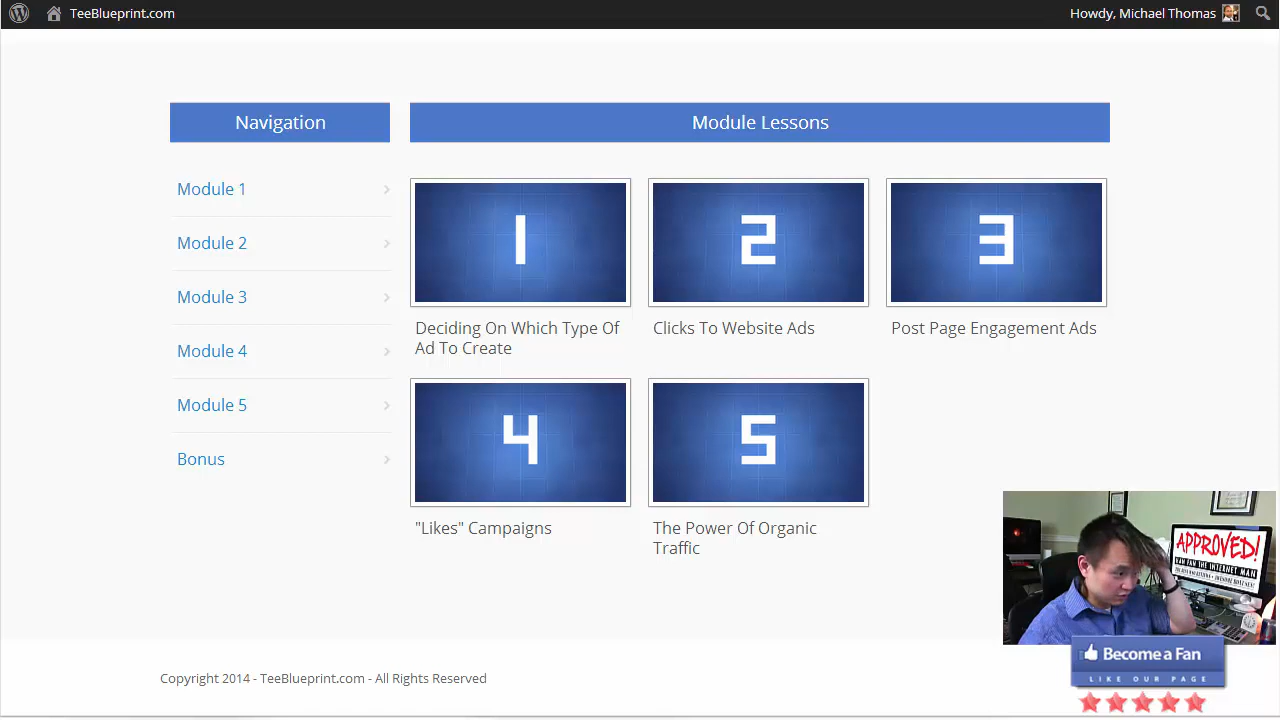 TeeBlueprint.com
Howdy, Michael Thomas
Navigation
Module Lessons
Module 1
Module 2
Module 3
Module 4
Module 5
Bonus
1
2
3
Deciding On Which Type Of
Ad To Create
Clicks To Website Ads
Post Page Engagement Ads
4
5
"Likes" Campaigns
The Power Of Organic
Traffic
APPROVED!
THE INTERNET MAN
Become a Fan
LIKE OUR PAGE
Copyright 2014 - TeeBlueprint.com - All Rights Reserved